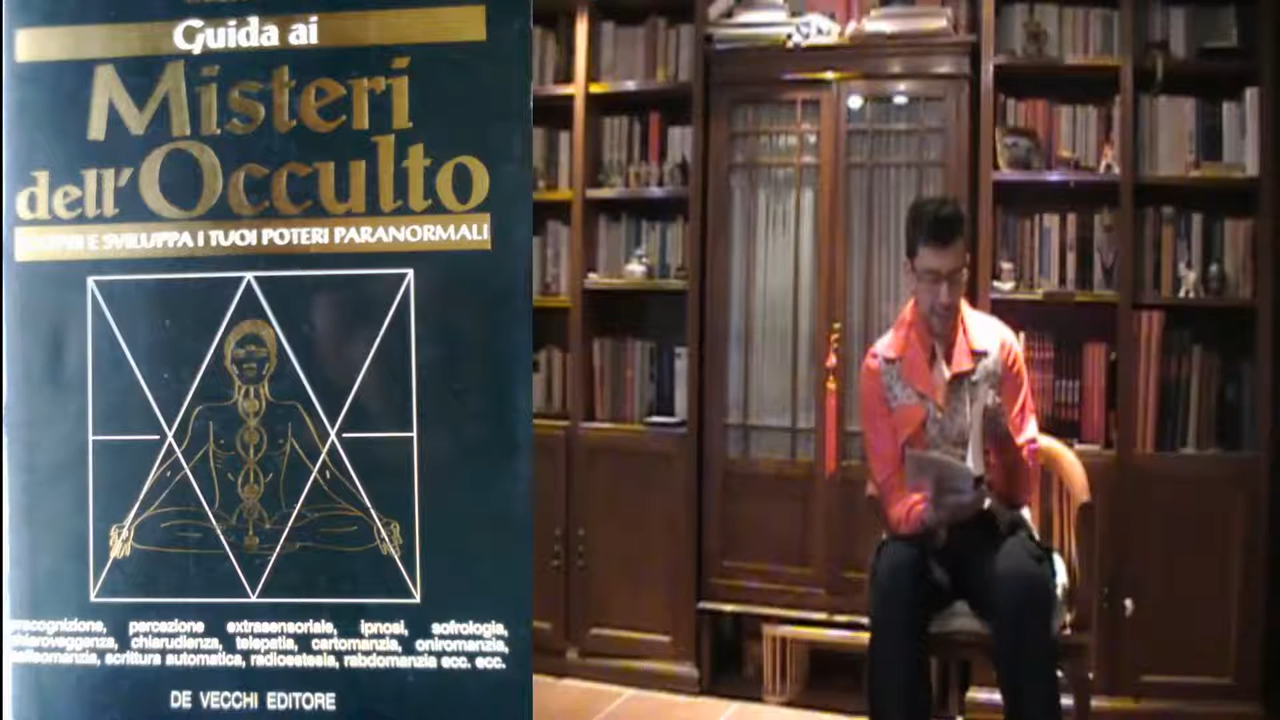 Guida ai
Misteri
dell'Occulto
E SVILUPPA I TUOI POTERI PARANORMALI
precognizione, percezione extrasensoriale, ipnosi, sofrologia,
chiaroveggenza, chiarudienza, telepatia, cartomanzia, oniromanzia,
scrittura automatica, radioestesia, rabdomanzia ecc. ecc.
DE VECCHI EDITORE